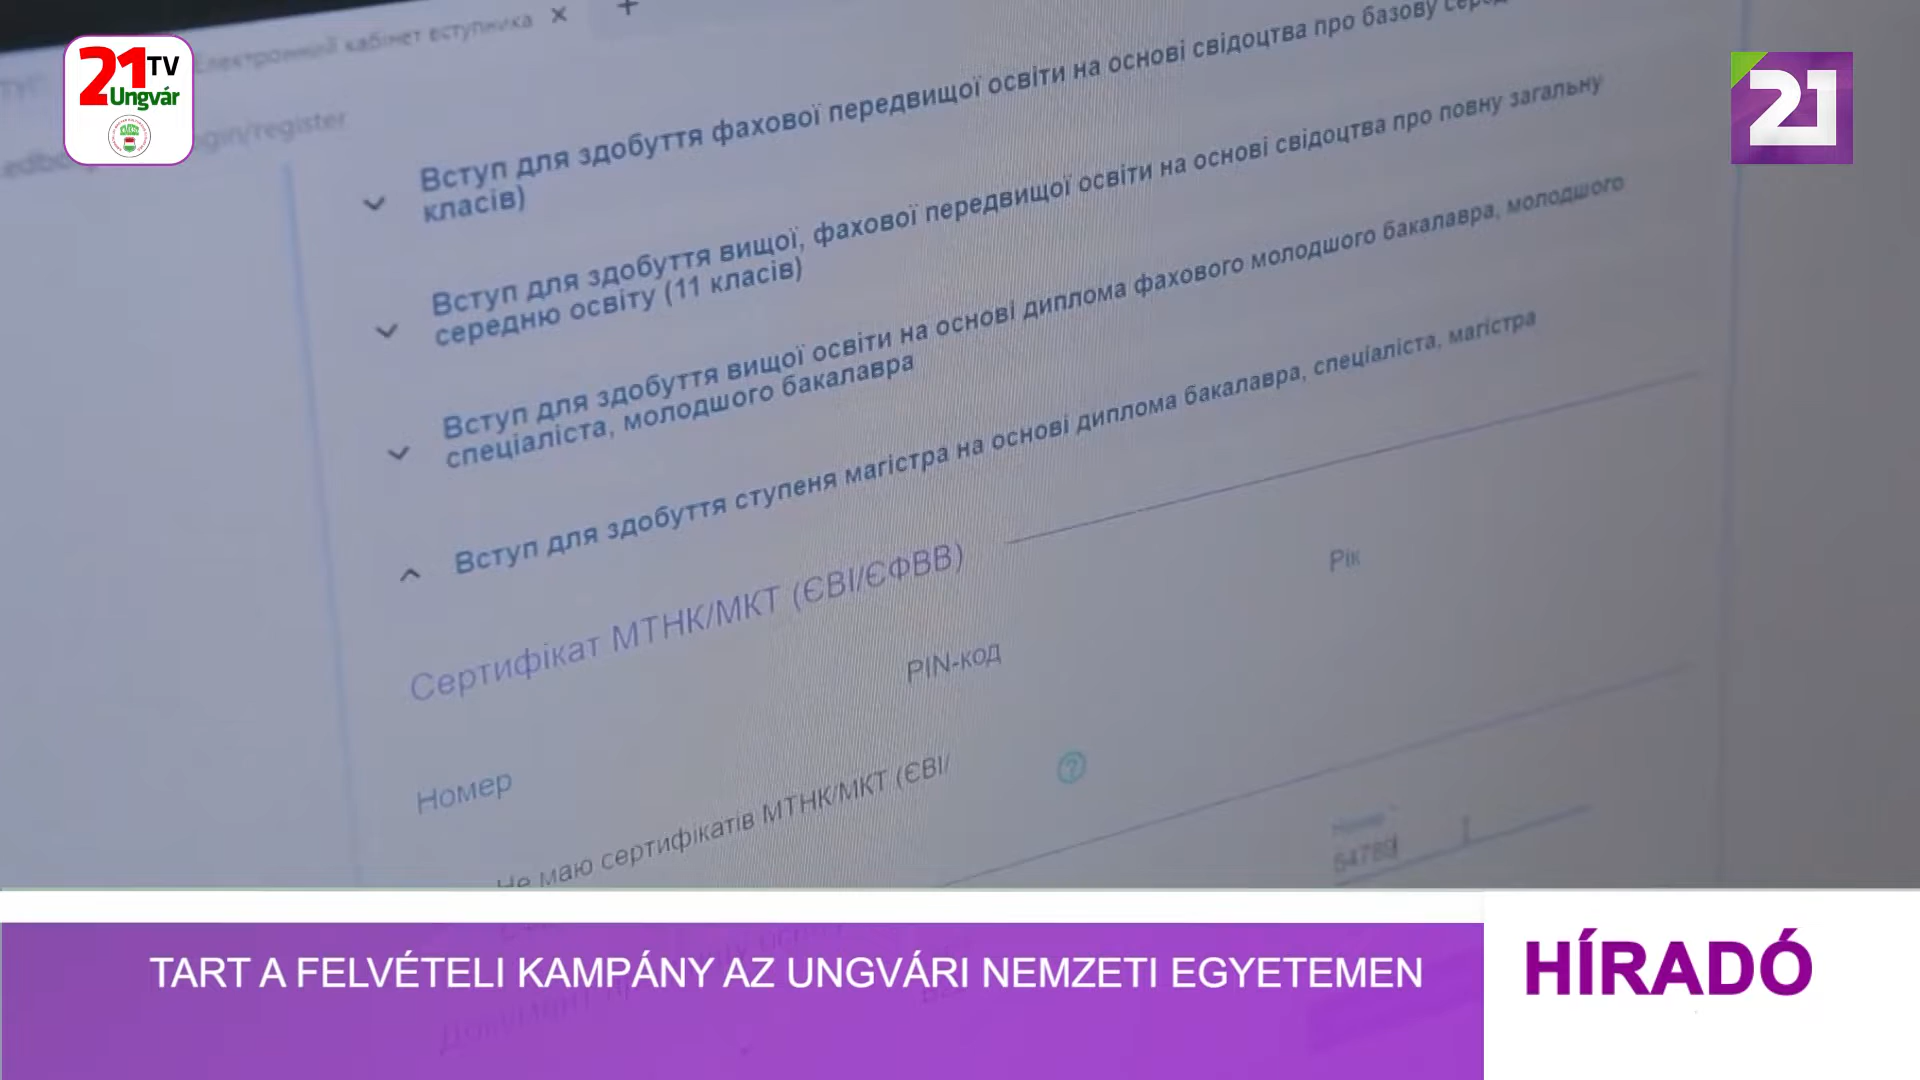 Електронний кабінет вступника
21 TV
Ungvár
21
login/register
Вступ для здобуття фахової передвищої освіти на основі свідоцтва про базову
класів)
Вступ для здобуття вищої, фахової передвищої освіти на основі свідоцтва про повну загальну
середню освіту (11 класів)
Вступ для здобуття вищої освіти на основі диплома фахового молодшого бакалавра, молодшого
спеціаліста, молодшого бакалавра
Вступ для здобуття ступеня магістра на основі диплома бакалавра, спеціаліста, магістра
Сертифікат МТНК/МКТ (ЄВІ/ЄФВВ)
Рік
PIN-код
Номер
Не маю сертифікатів МТНК/МКТ (ЄВІ/
Номер
TART A FELVÉTELI KAMPÁNY AZ UNGVÁRI NEMZETI EGYETEMEN
HÍRADÓ